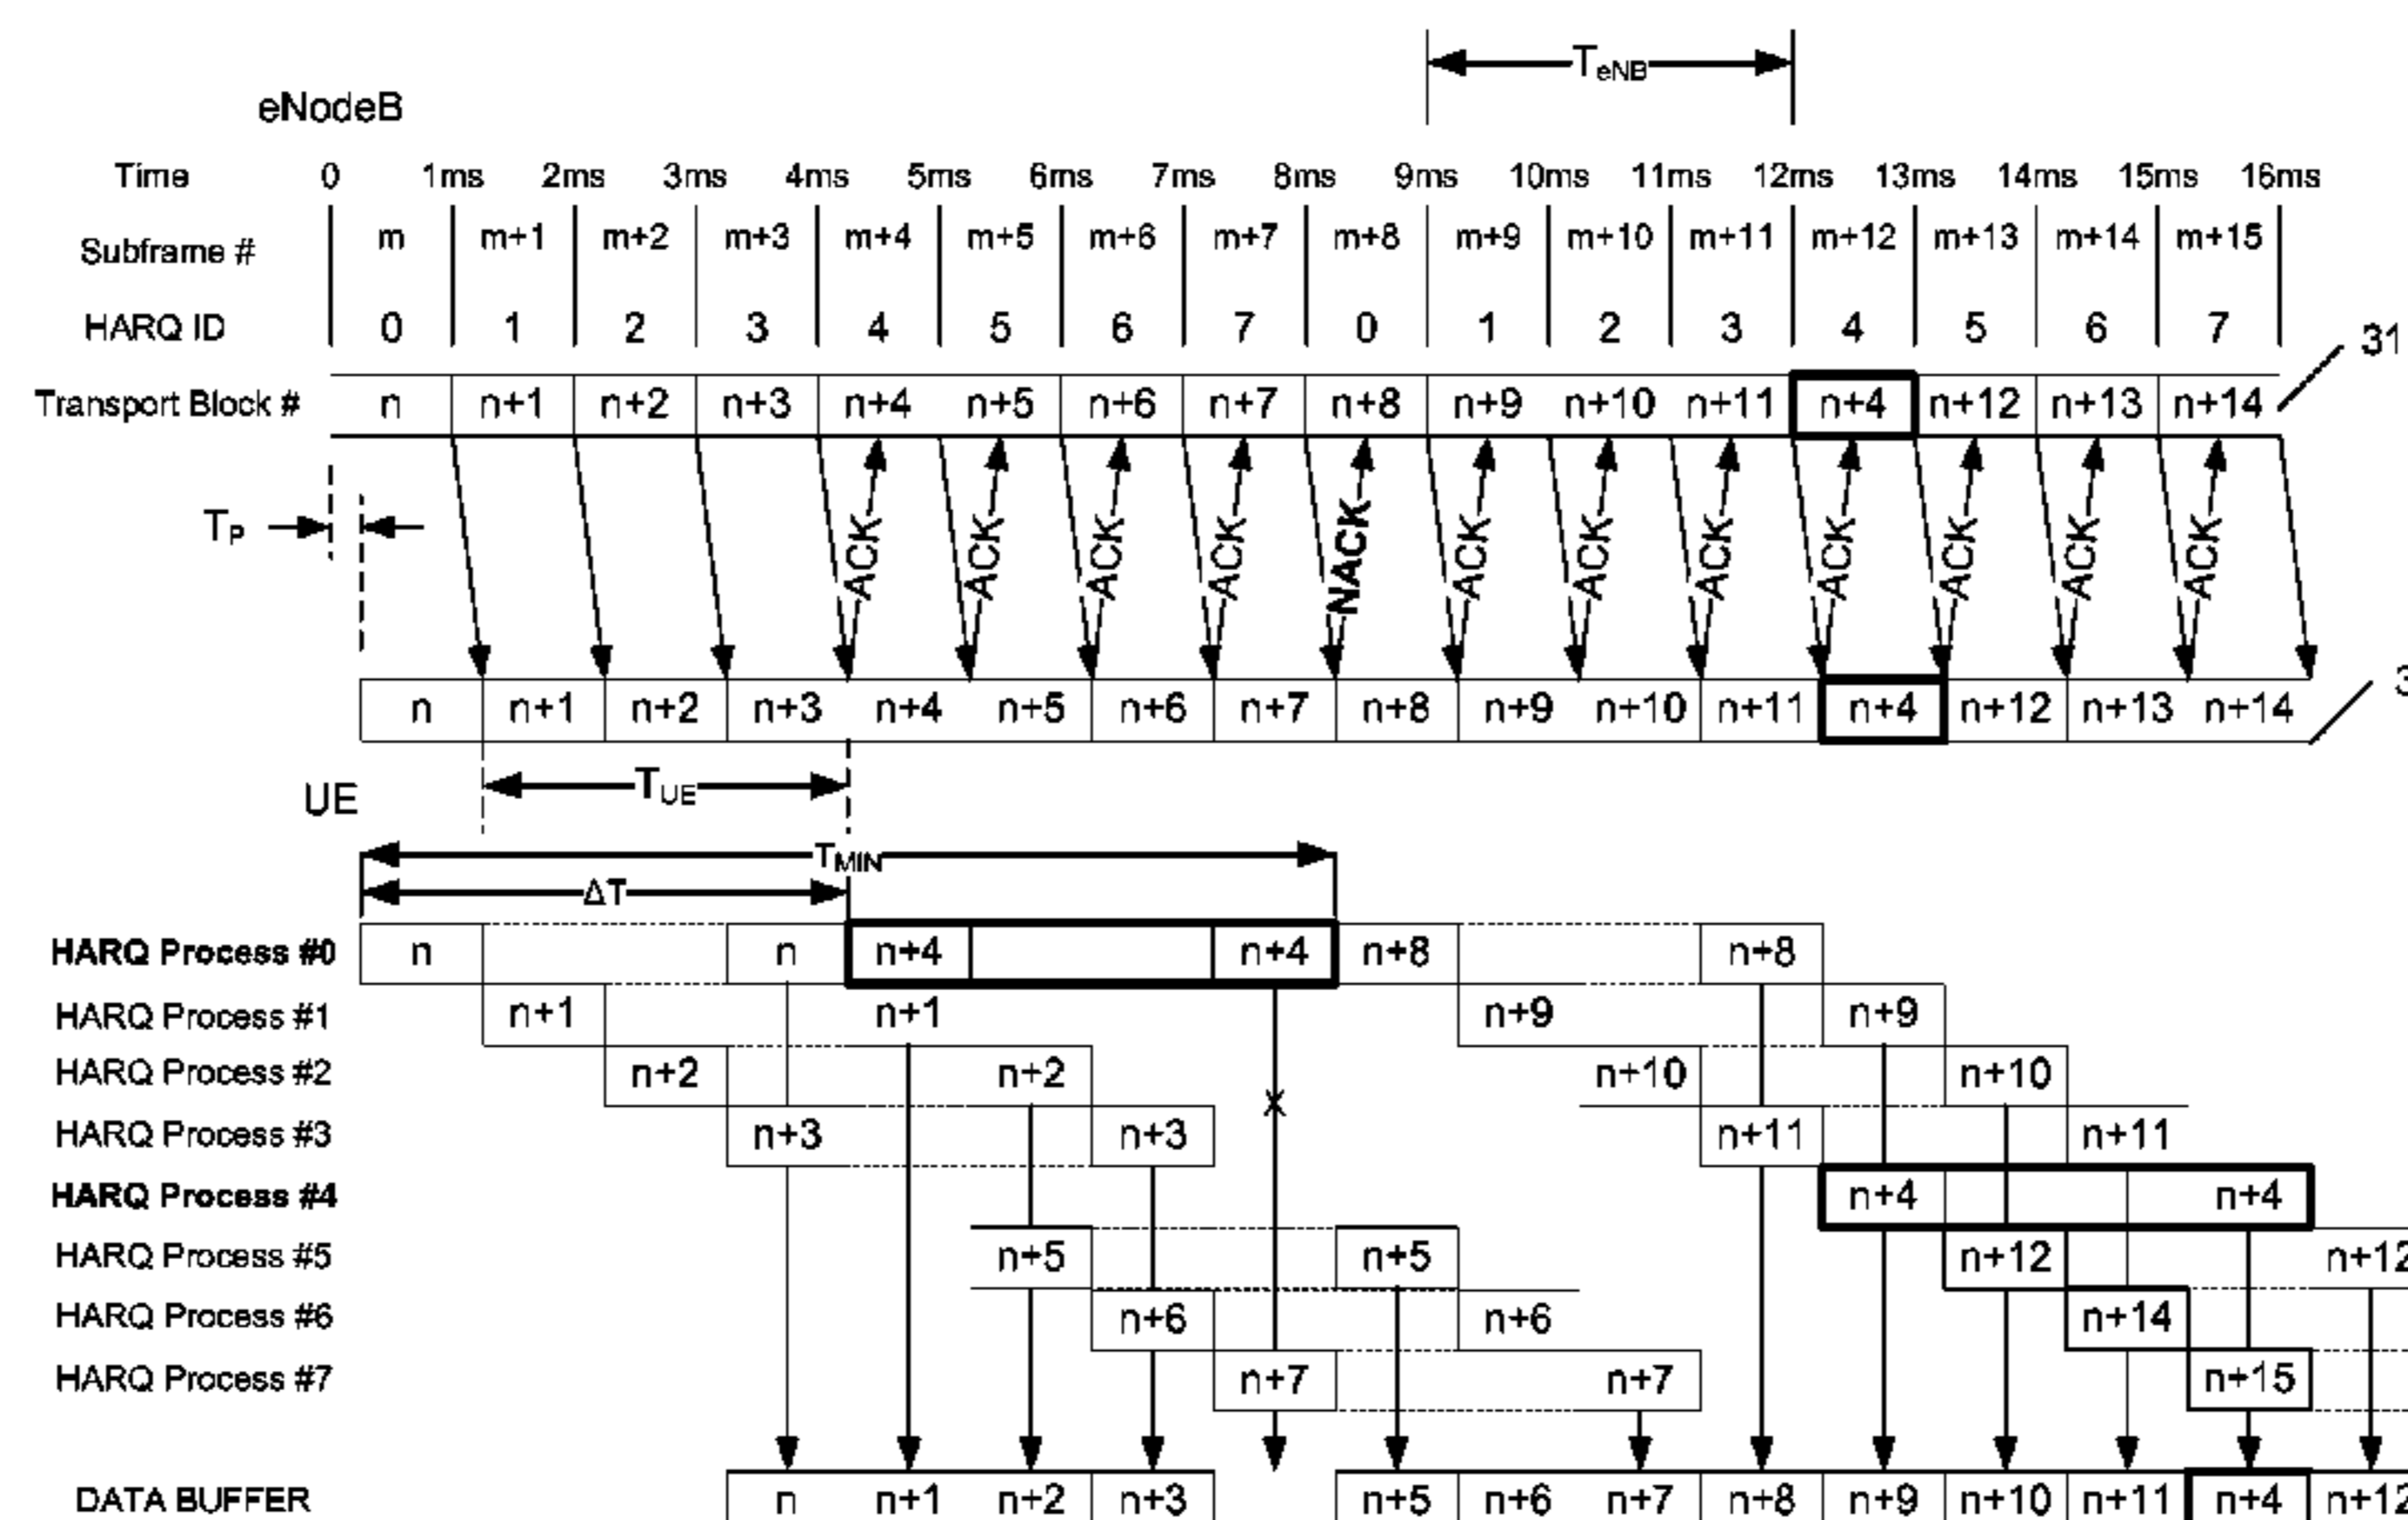 T_eNB
eNodeB
Time 0 1ms 2ms 3ms 4ms 5ms 6ms 7ms 8ms 9ms 10ms 11ms 12ms 13ms 14ms 15ms 16ms
Subframe # m m+1 m+2 m+3 m+4 m+5 m+6 m+7 m+8 m+9 m+10 m+11 m+12 m+13 m+14 m+15
HARQ ID 0 1 2 3 4 5 6 7 0 1 2 3 4 5 6 7 31
Transport Block # n n+1 n+2 n+3 n+4 n+5 n+6 n+7 n+8 n+9 n+10 n+11 n+4 n+12 n+13 n+14
T_P ACK ACK ACK ACK NACK ACK ACK ACK ACK ACK ACK ACK
n n+1 n+2 n+3 n+4 n+5 n+6 n+7 n+8 n+9 n+10 n+11 n+4 n+12 n+13 n+14
UE T_UE
T_MIN
ΔT
HARQ Process #0 n n n+4 n+4 n+8 n+8
HARQ Process #1 n+1 n+1 n+9 n+9
HARQ Process #2 n+2 n+2 n+10 n+10
HARQ Process #3 n+3 n+3 n+11 n+11
HARQ Process #4 n+4 n+4
HARQ Process #5 n+5 n+5 n+12 n+12
HARQ Process #6 n+6 n+6 n+14
HARQ Process #7 n+7 n+7 n+15
DATA BUFFER n n+1 n+2 n+3 n+5 n+6 n+7 n+8 n+9 n+10 n+11 n+4 n+12